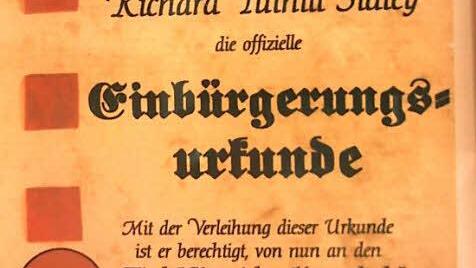 Richard
die offizielle
Einbürgerungs=
urkunde
Mit der Verleihung dieser Urkunde
ist er berechtigt, von nun an den